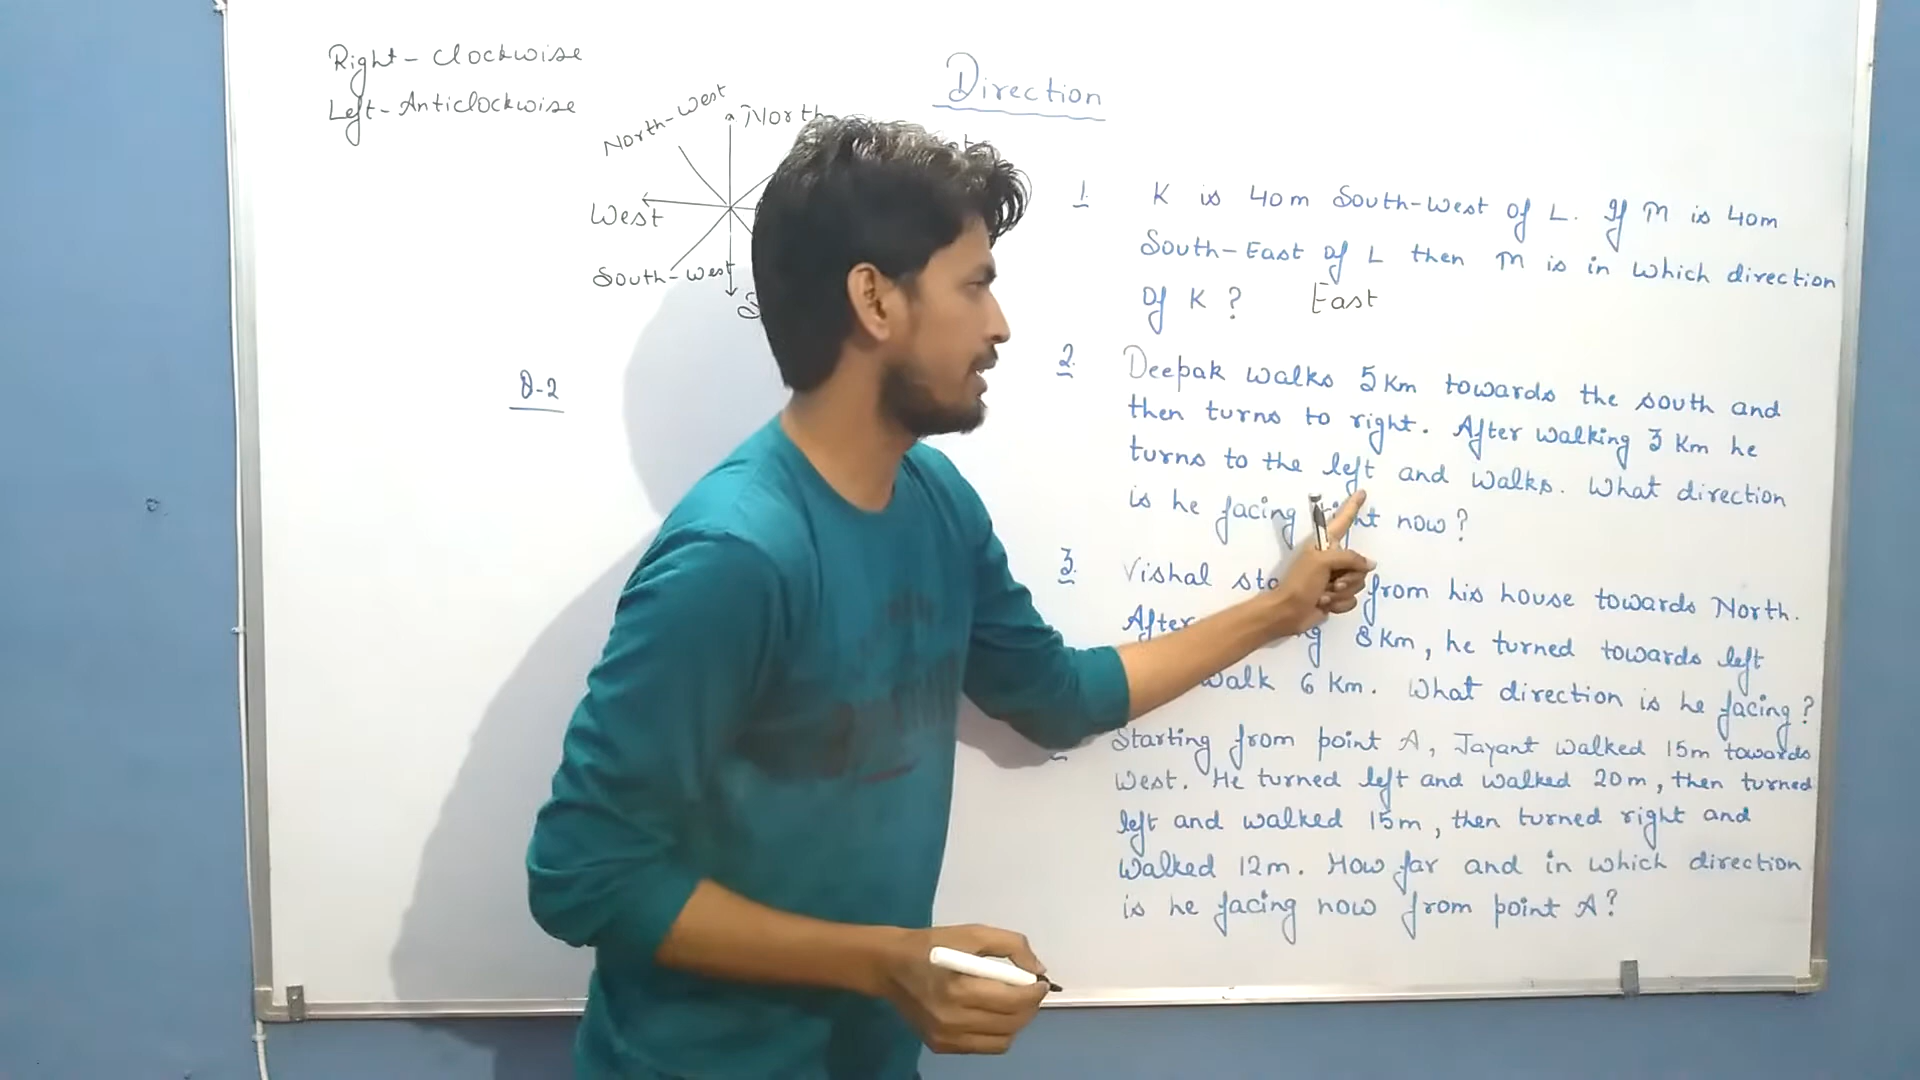 Right - Clockwise
Left - Anticlockwise
North-West
North
West
South-West
Q-2
Direction
1. K is 40m South-West of L. If M is 40m
South-East of L then M is in which direction
of K ? East
2. Deepak walks 5 Km towards the south and
then turns to right. After walking 3 Km he
turns to the left and walks. What direction
is he facing right now ?
3. Vishal from his house towards North.
After 8 Km, he turned towards left
walk 6 Km. What direction is he facing ?
Starting from point A, Jayant walked 15m towards
West. He turned left and walked 20m, then turned
left and walked 15m, then turned right and
walked 12m. How far and in which direction
is he facing now from point A?